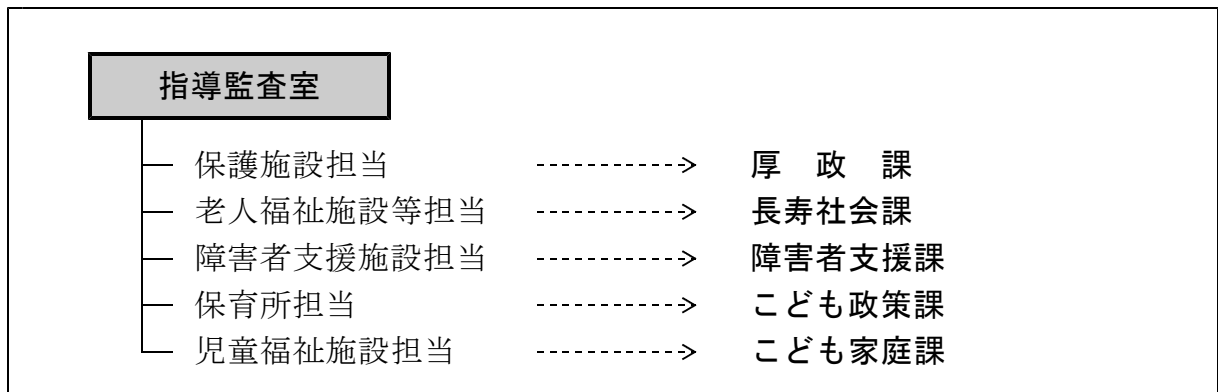 指導監査室
保護施設担当 厚 政 課
老人福祉施設等担当 長寿社会課
障害者支援施設担当 障害者支援課
保育所担当 こども政策課
児童福祉施設担当 こども家庭課